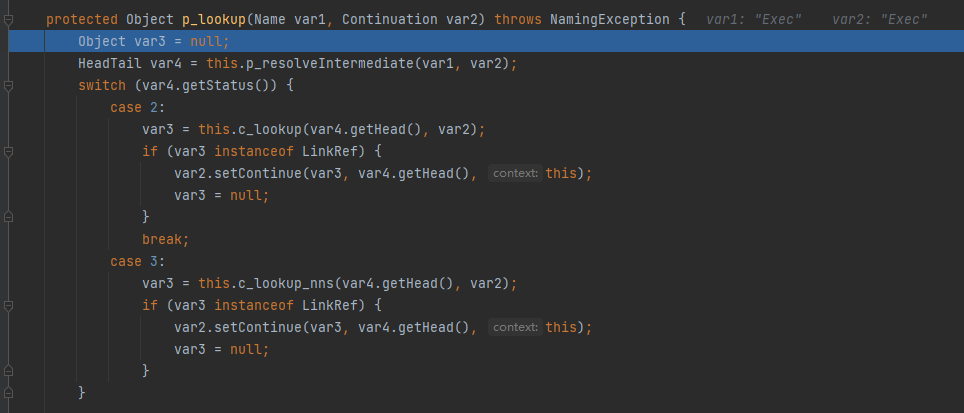 protected Object p_lookup(Name var1, Continuation var2) throws NamingException { var1: "Exec" var2: "Exec"
Object var3 = null;
HeadTail var4 = this.p_resolveIntermediate(var1, var2);
switch (var4.getStatus()) {
case 2:
var3 = this.c_lookup(var4.getHead(), var2);
if (var3 instanceof LinkRef) {
var2.setContinue(var3, var4.getHead(), context: this);
var3 = null;
}
break;
case 3:
var3 = this.c_lookup_nns(var4.getHead(), var2);
if (var3 instanceof LinkRef) {
var2.setContinue(var3, var4.getHead(), context: this);
var3 = null;
}
}